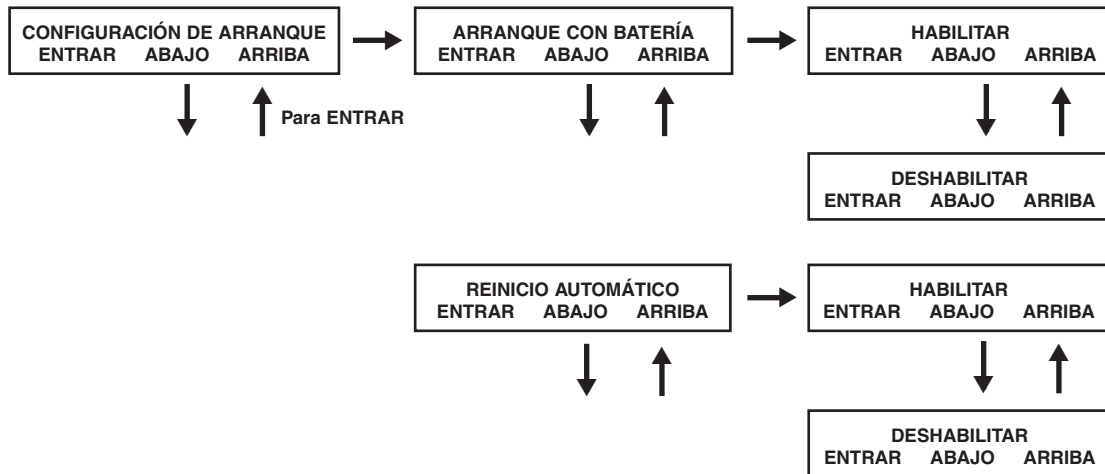 CONFIGURACIÓN DE ARRANQUE
ENTRAR ABAJO ARRIBA
ARRANQUE CON BATERÍA
ENTRAR ABAJO ARRIBA
HABILITAR
ENTRAR ABAJO ARRIBA
Para ENTRAR
DESHABILITAR
ENTRAR ABAJO ARRIBA
REINICIO AUTOMÁTICO
ENTRAR ABAJO ARRIBA
HABILITAR
ENTRAR ABAJO ARRIBA
DESHABILITAR
ENTRAR ABAJO ARRIBA